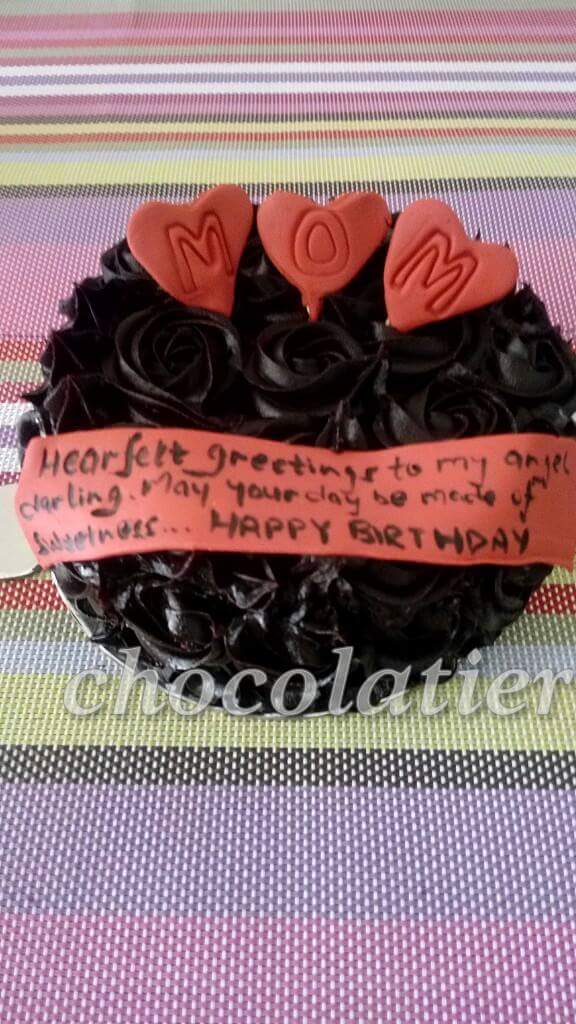 MOM
Hearfelt greetings to my angel
darling. May your day be made of
Sweetness... HAPPY BIRTHDAY
chocolatier